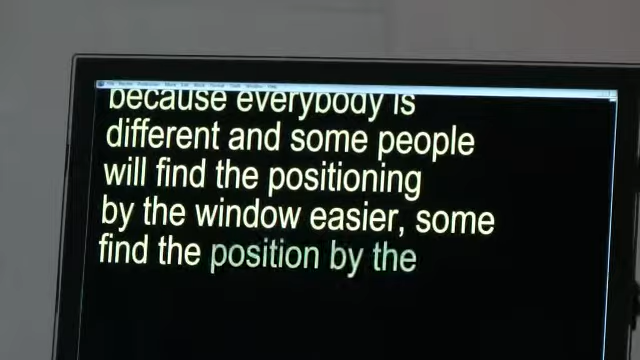 because everybody is
different and some people
will find the positioning
by the window easier, some
find the position by the